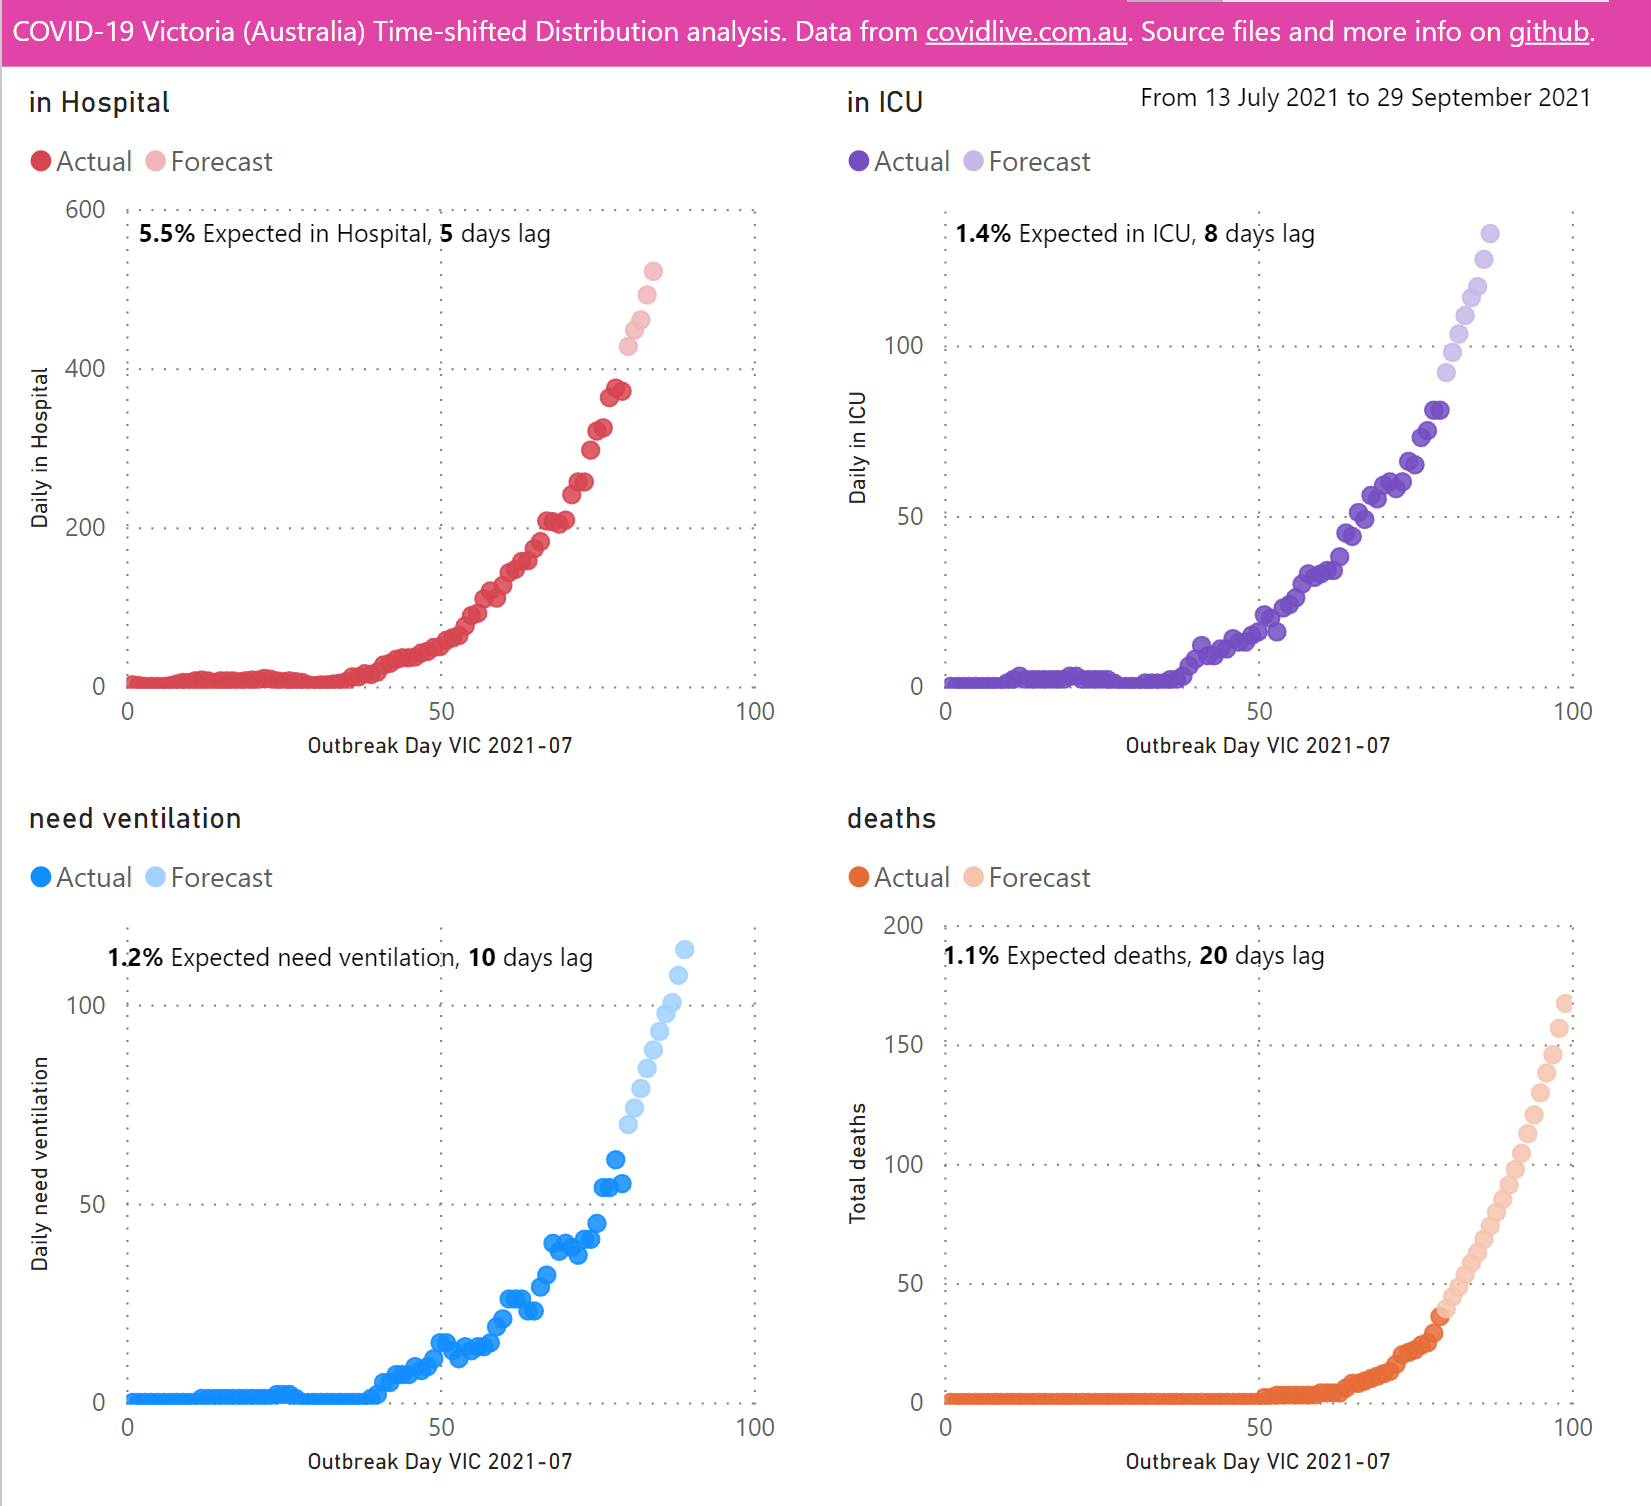 COVID-19 Victoria (Australia) Time-shifted Distribution analysis. Data from covidlive.com.au. Source files and more info on github.
in Hospital
Actual Forecast
5.5% Expected in Hospital, 5 days lag
Daily in Hospital
600
400
200
0
0 50 100
Outbreak Day VIC 2021-07
in ICU
From 13 July 2021 to 29 September 2021
Actual Forecast
1.4% Expected in ICU, 8 days lag
Daily in ICU
100
50
0
0 50 100
Outbreak Day VIC 2021-07
need ventilation
Actual Forecast
1.2% Expected need ventilation, 10 days lag
Daily need ventilation
100
50
0
0 50 100
Outbreak Day VIC 2021-07
deaths
Actual Forecast
200
1.1% Expected deaths, 20 days lag
Total deaths
150
100
50
0
0 50 100
Outbreak Day VIC 2021-07